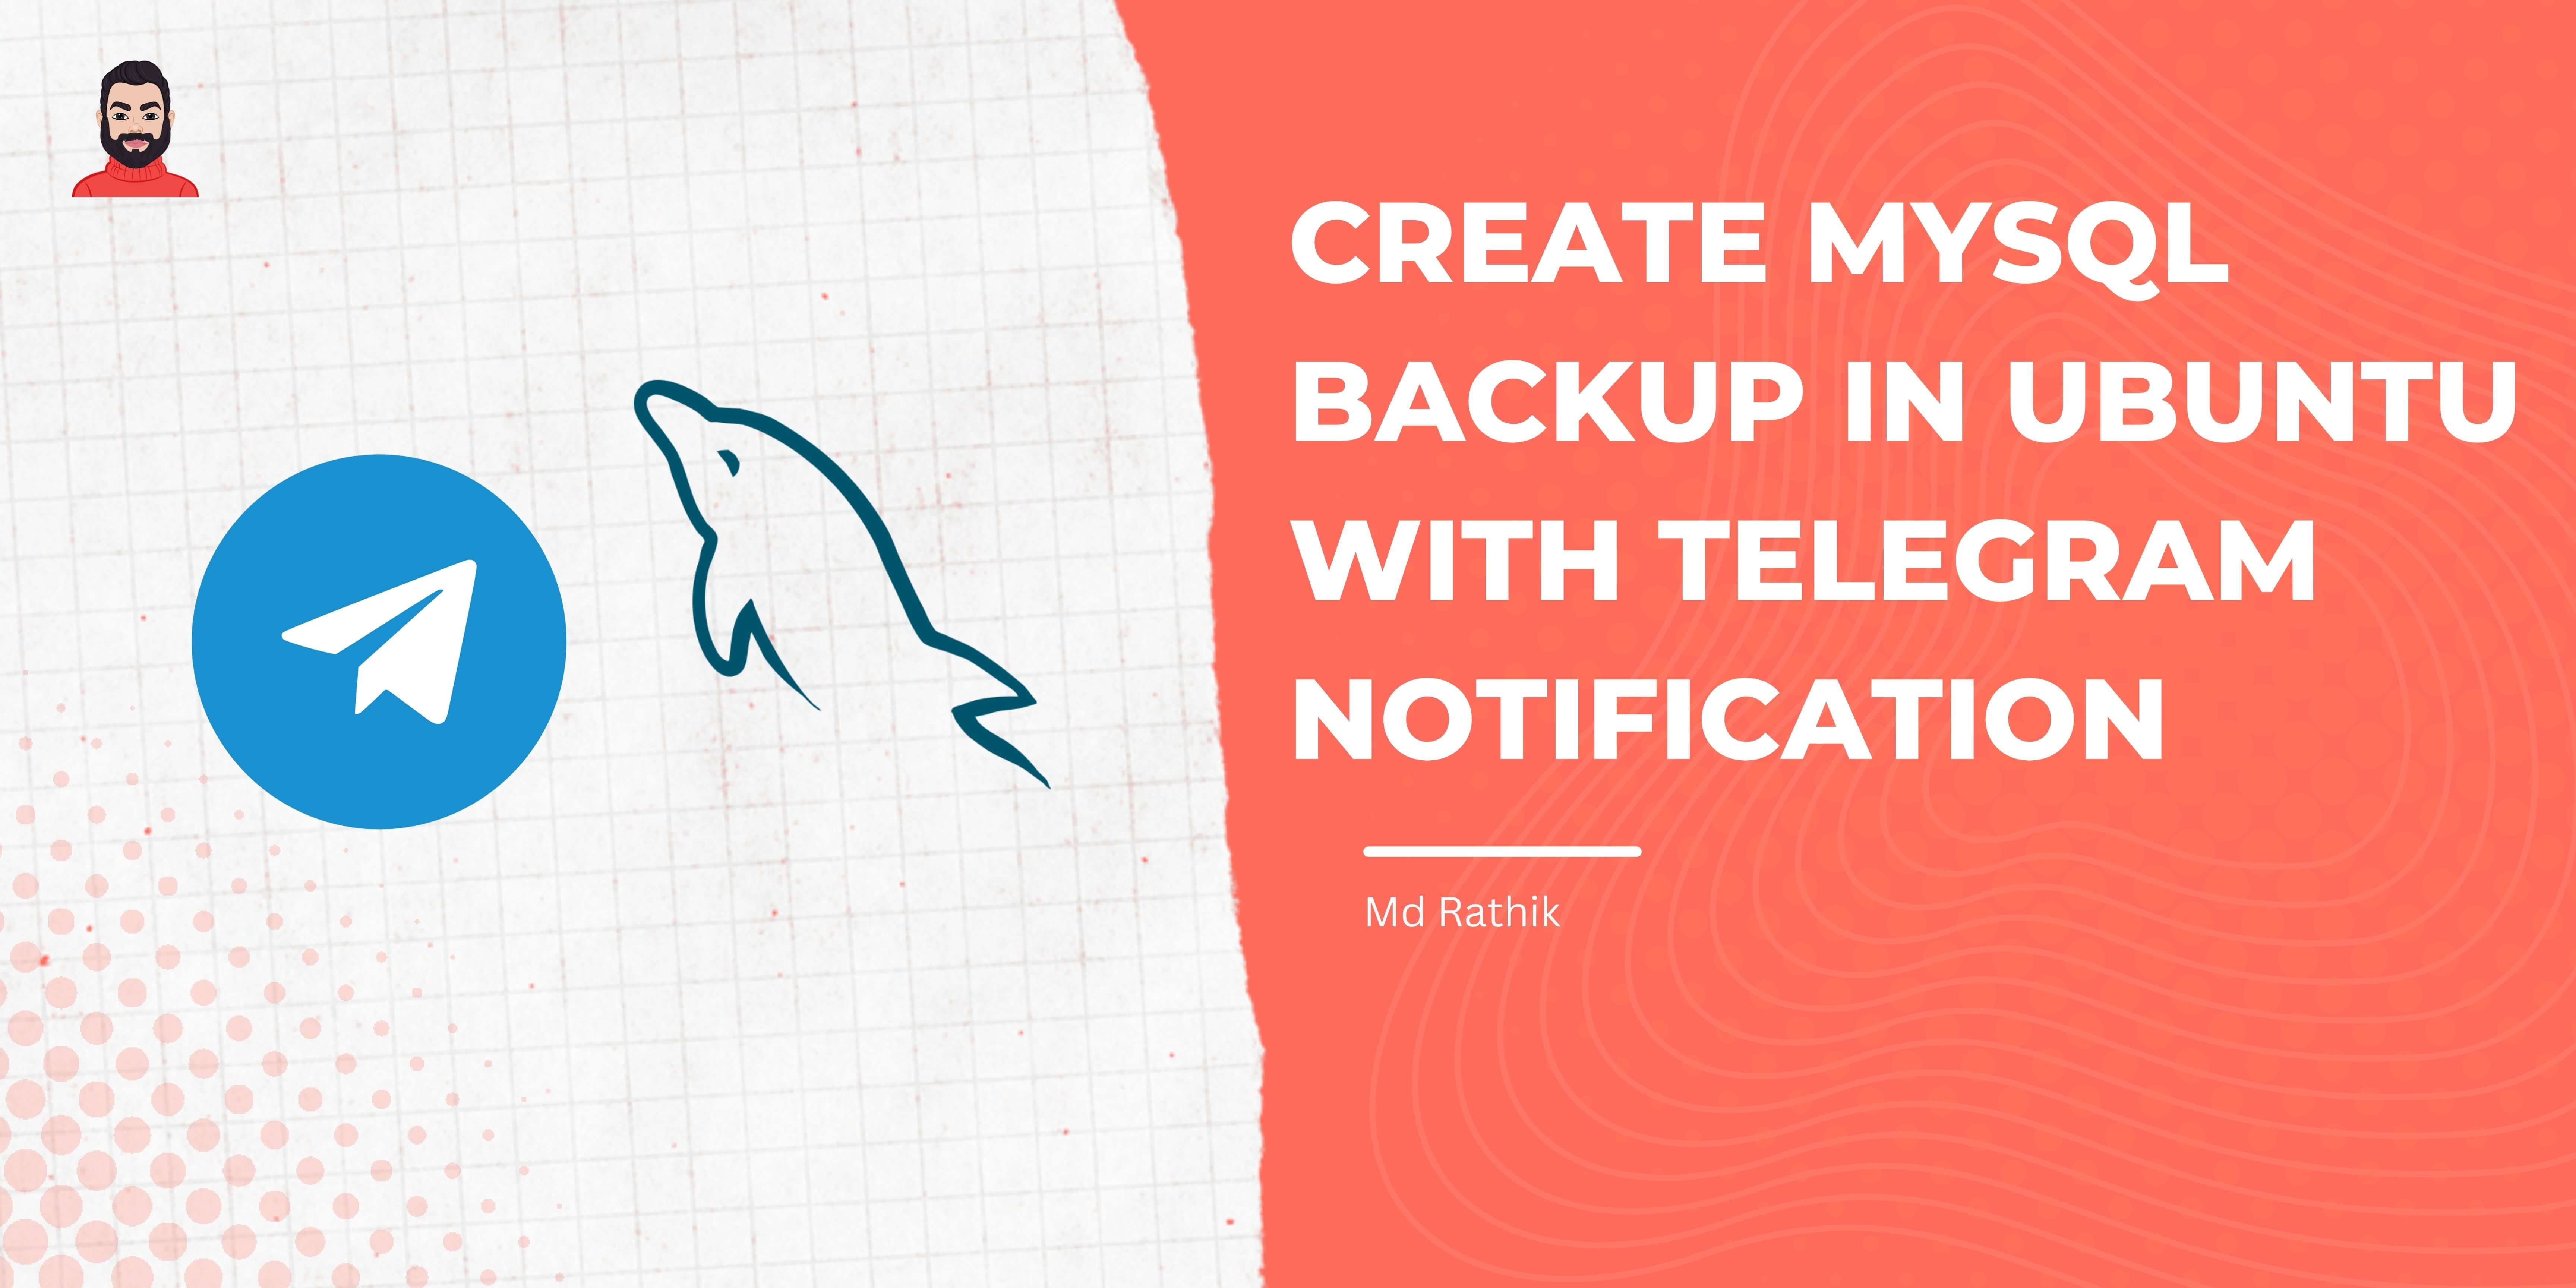 CREATE MYSQL
BACKUP IN UBUNTU
WITH TELEGRAM
NOTIFICATION
Md Rathik